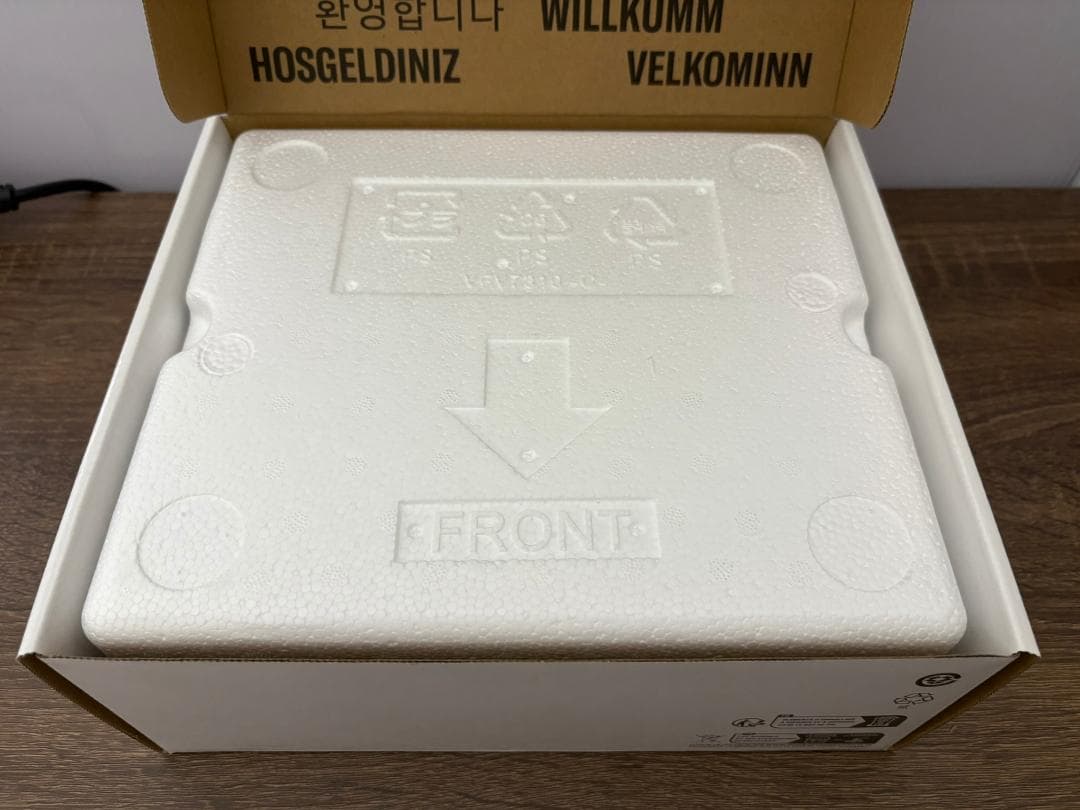 환영합니다 WILLKOMM
HOSGELDINIZ VELKOMINN
PS PS PS
FRONT